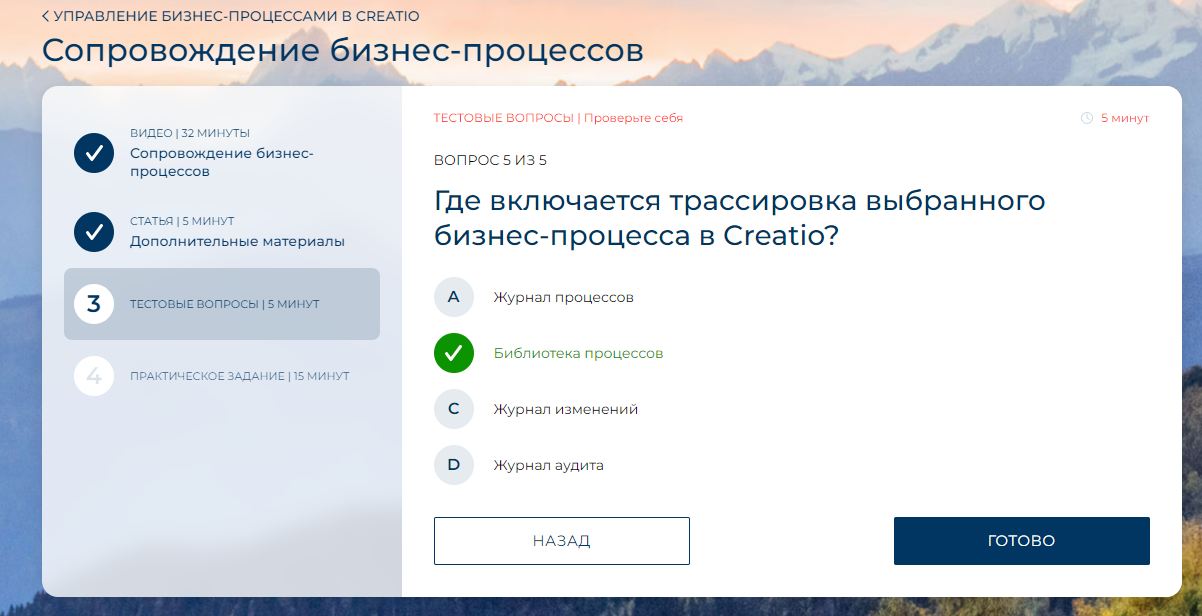 УПРАВЛЕНИЕ БИЗНЕС-ПРОЦЕССАМИ В CREATIO
Сопровождение бизнес-процессов
ВИДЕО | 32 МИНУТЫ
Сопровождение бизнес-
процессов
СТАТЬЯ | 5 МИНУТ
Дополнительные материалы
3
ТЕСТОВЫЕ ВОПРОСЫ | 5 МИНУТ
4
ПРАКТИЧЕСКОЕ ЗАДАНИЕ | 15 МИНУТ
ТЕСТОВЫЕ ВОПРОСЫ | Проверьте себя
5 минут
ВОПРОС 5 ИЗ 5
Где включается трассировка выбранного
бизнес-процесса в Creatio?
A Журнал процессов
Библиотека процессов
C Журнал изменений
D Журнал аудита
НАЗАД
ГОТОВО